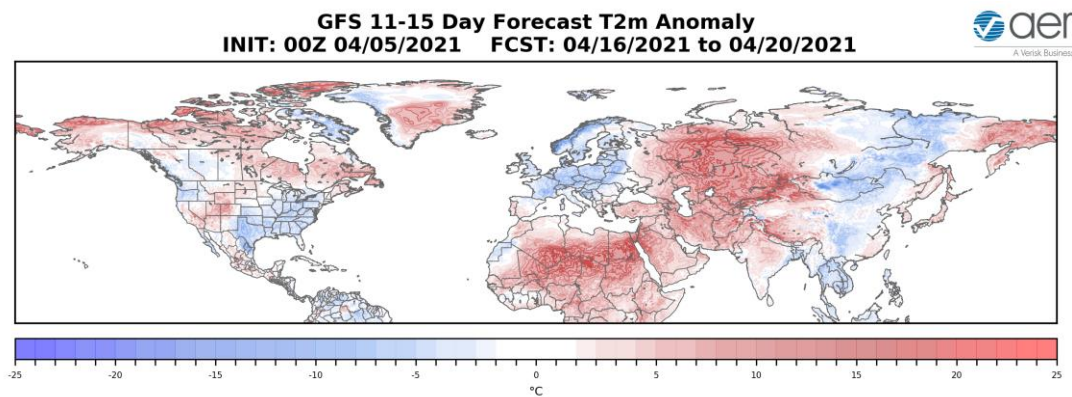 GFS 11-15 Day Forecast T2m Anomaly
INIT: 00Z 04/05/2021 FCST: 04/16/2021 to 04/20/2021
aer
A Verisk Business
-25 -20 -15 -10 -5 0 5 10 15 20 25
°C